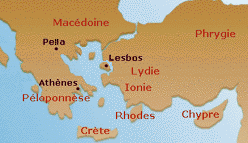 Macédoine
Phrygie
Pella
Lesbos
Lydie
Athènes
Ionie
Péloponnèse
Rhodes
Chypre
Crète